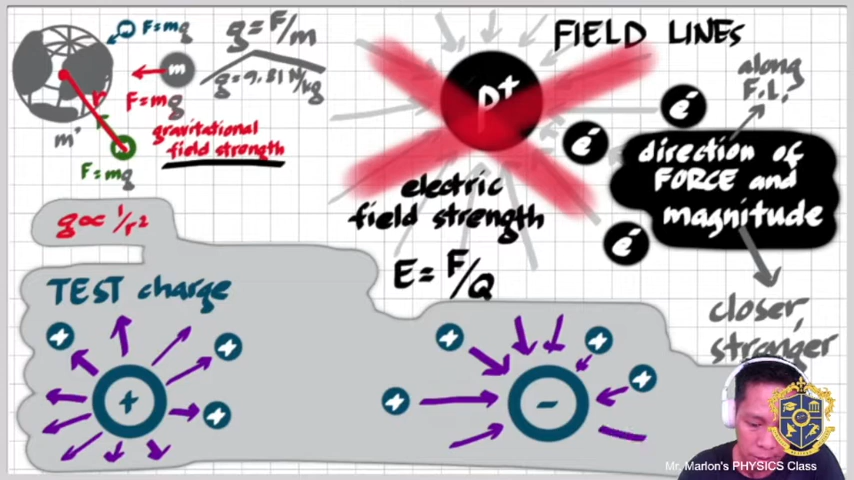 F=mg
m
F=mg
m
r
F=mg
g = F/m
g = 9.81 N/kg
gravitational
field strength
g ∝ 1/r²
P+
electric
field strength
E = F/Q
FIELD LINES
e⁻
e⁻
e⁻
along
F.L.
direction of
FORCE and
magnitude
closer,
stronger
TEST charge
+
+
+
+
+
+
+
+
-
Mr. Marlon's PHYSICS Class